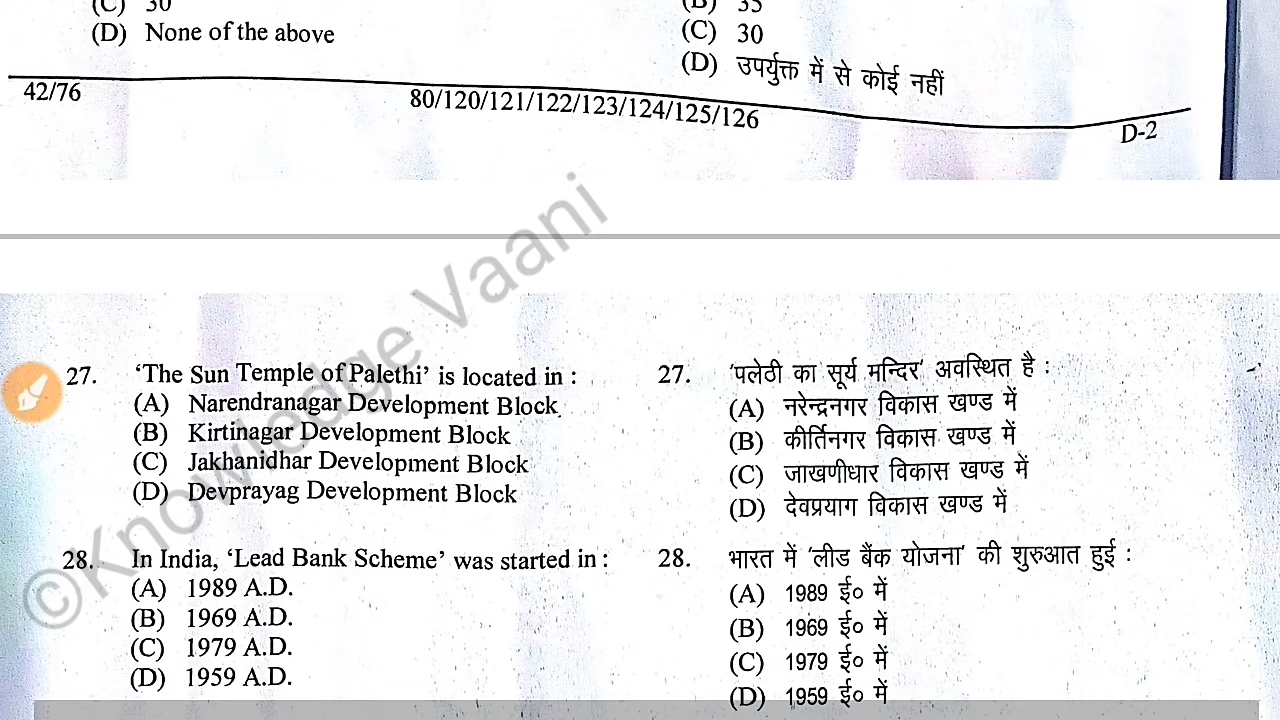 (C) 30
(D) None of the above
(B) 35
(C) 30
(D) उपर्युक्त में से कोई नहीं
42/76
80/120/121/122/123/124/125/126
D-2
27. ‘The Sun Temple of Palethi’ is located in :
(A) Narendranagar Development Block
(B) Kirtinagar Development Block
(C) Jakhanidhar Development Block
(D) Devprayag Development Block
28. In India, ‘Lead Bank Scheme’ was started in :
(A) 1989 A.D.
(B) 1969 A.D.
(C) 1979 A.D.
(D) 1959 A.D.
27. ‘पलेठी का सूर्य मन्दिर’ अवस्थित है :
(A) नरेन्द्रनगर विकास खण्ड में
(B) कीर्तिनगर विकास खण्ड में
(C) जाखणीधार विकास खण्ड में
(D) देवप्रयाग विकास खण्ड में
28. भारत में ‘लीड बैंक योजना’ की शुरुआत हुई :
(A) 1989 ई० में
(B) 1969 ई० में
(C) 1979 ई० में
(D) 1959 ई० में
©Knowledge Vaani